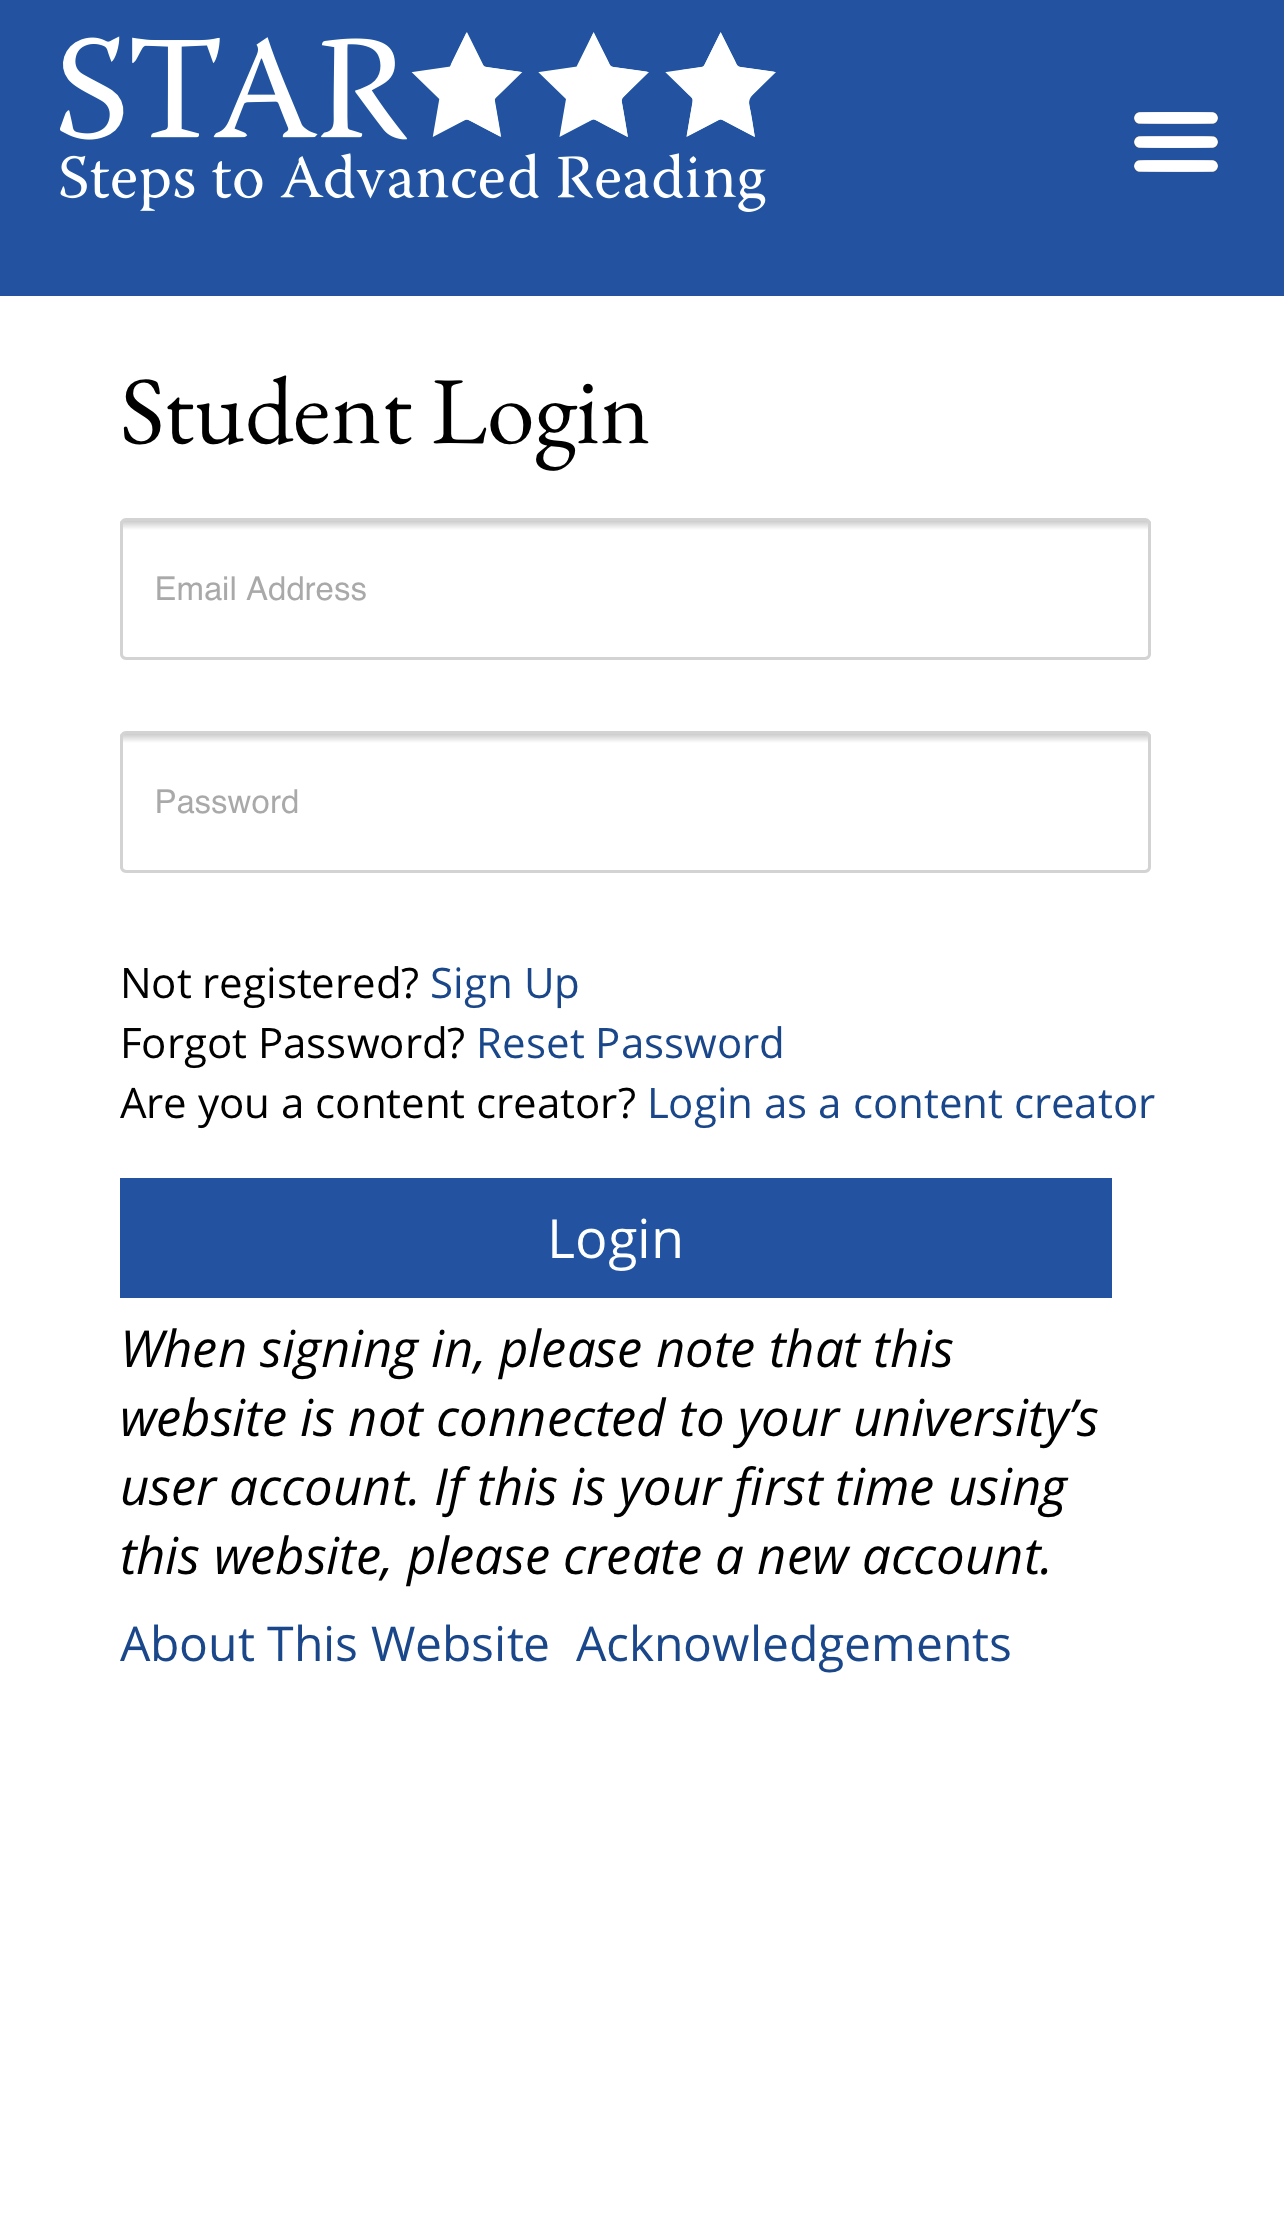 STAR
Steps to Advanced Reading
Student Login
Email Address
Password
Not registered? Sign Up
Forgot Password? Reset Password
Are you a content creator? Login as a content creator
Login
When signing in, please note that this
website is not connected to your university’s
user account. If this is your first time using
this website, please create a new account.
About This Website Acknowledgements